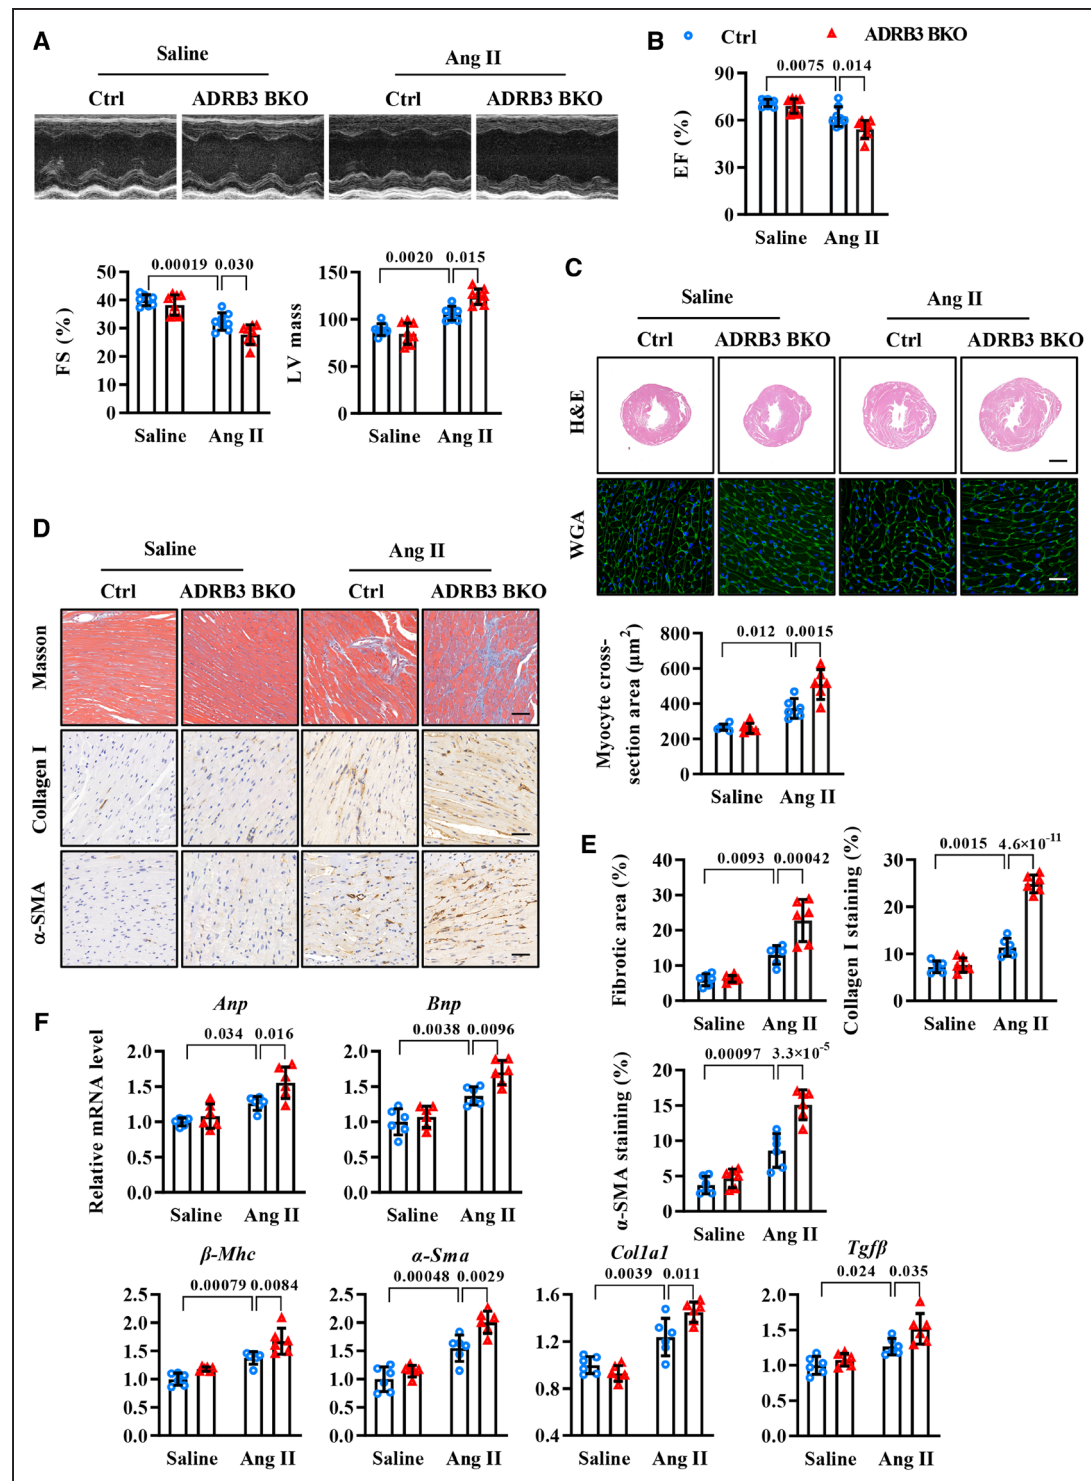 A
Saline
Ang II
Ctrl
ADRB3 BKO
Ctrl
ADRB3 BKO
B
Ctrl
ADRB3 BKO
0.0075
0.014
EF (%)
90
60
30
0
Saline
Ang II
0.00019
0.030
FS (%)
50
40
30
20
10
0
Saline
Ang II
0.0020
0.015
LV mass
150
100
50
0
Saline
Ang II
C
Saline
Ang II
Ctrl
ADRB3 BKO
Ctrl
ADRB3 BKO
H&E
WGA
0.012
0.0015
Myocyte cross-
section area (μm²)
800
600
400
200
0
Saline
Ang II
D
Saline
Ang II
Ctrl
ADRB3 BKO
Ctrl
ADRB3 BKO
Masson
Collagen I
α-SMA
E
0.0093
0.00042
Fibrotic area (%)
40
30
20
10
0
Saline
Ang II
0.0015
4.6×10⁻¹¹
Collagen I staining (%)
30
20
10
0
Saline
Ang II
0.00097
3.3×10⁻⁵
α-SMA staining (%)
20
15
10
5
0
Saline
Ang II
F
Anp
0.034
0.016
Relative mRNA level
2.0
1.5
1.0
0.5
0.0
Saline
Ang II
Bnp
0.0038
0.0096
2.0
1.5
1.0
0.5
0.0
Saline
Ang II
β-Mhc
0.00079
0.0084
2.5
2.0
1.5
1.0
0.5
0.0
Saline
Ang II
α-Sma
0.00048
0.0029
2.5
2.0
1.5
1.0
0.5
0.0
Saline
Ang II
Col1a1
0.0039
0.011
1.6
1.2
0.8
0.4
Saline
Ang II
Tgfβ
0.024
0.035
2.0
1.5
1.0
0.5
0.0
Saline
Ang II